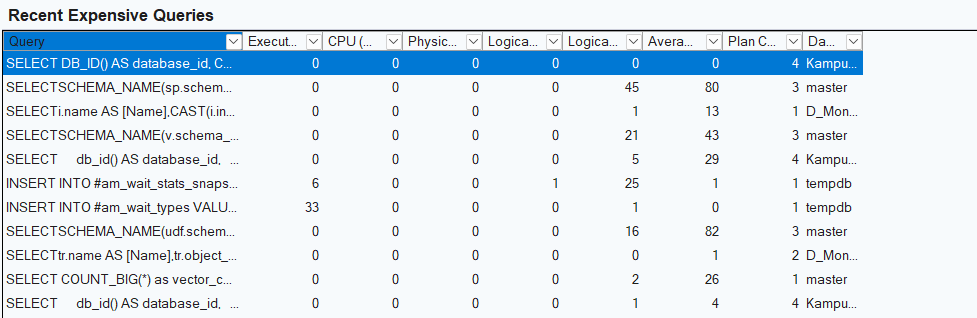 Recent Expensive Queries
Query Execut... CPU (... Physic... Logica... Logica... Avera... Plan C... Da...
SELECT DB_ID() AS database_id, C... 0 0 0 0 0 0 4 Kampu...
SELECTSCHEMA_NAME(sp.schem... 0 0 0 0 45 80 3 master
SELECTi.name AS [Name],CAST(i.in... 0 0 0 0 1 13 1 D_Mon...
SELECTSCHEMA_NAME(v.schema_... 0 0 0 0 21 43 3 master
SELECT db_id() AS database_id, ... 0 0 0 0 5 29 4 Kampu...
INSERT INTO #am_wait_stats_snaps... 6 0 0 1 25 1 1 tempdb
INSERT INTO #am_wait_types VALU... 33 0 0 0 1 0 1 tempdb
SELECTSCHEMA_NAME(udf.schem... 0 0 0 0 16 82 3 master
SELECTtr.name AS [Name],tr.object_... 0 0 0 0 0 1 2 D_Mon...
SELECT COUNT_BIG(*) as vector_c... 0 0 0 0 2 26 1 master
SELECT db_id() AS database_id, ... 0 0 0 0 1 4 4 Kampu...